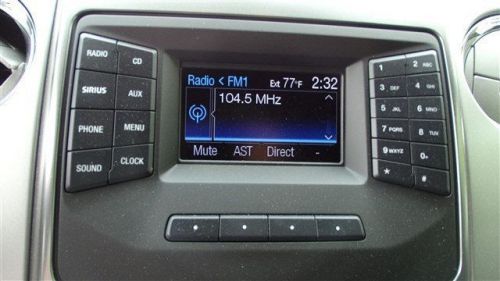 RADIO
CD
SIRIUS
AUX
PHONE
MENU
SOUND
CLOCK
Radio < FM1 Ext 77°F 2:32
104.5 MHz
Mute AST Direct -
1
2 ABC
3 DEF
4 GHI
5 JKL
6 MNO
7 PQRS
8 TUV
9 WXYZ
0+
*
#